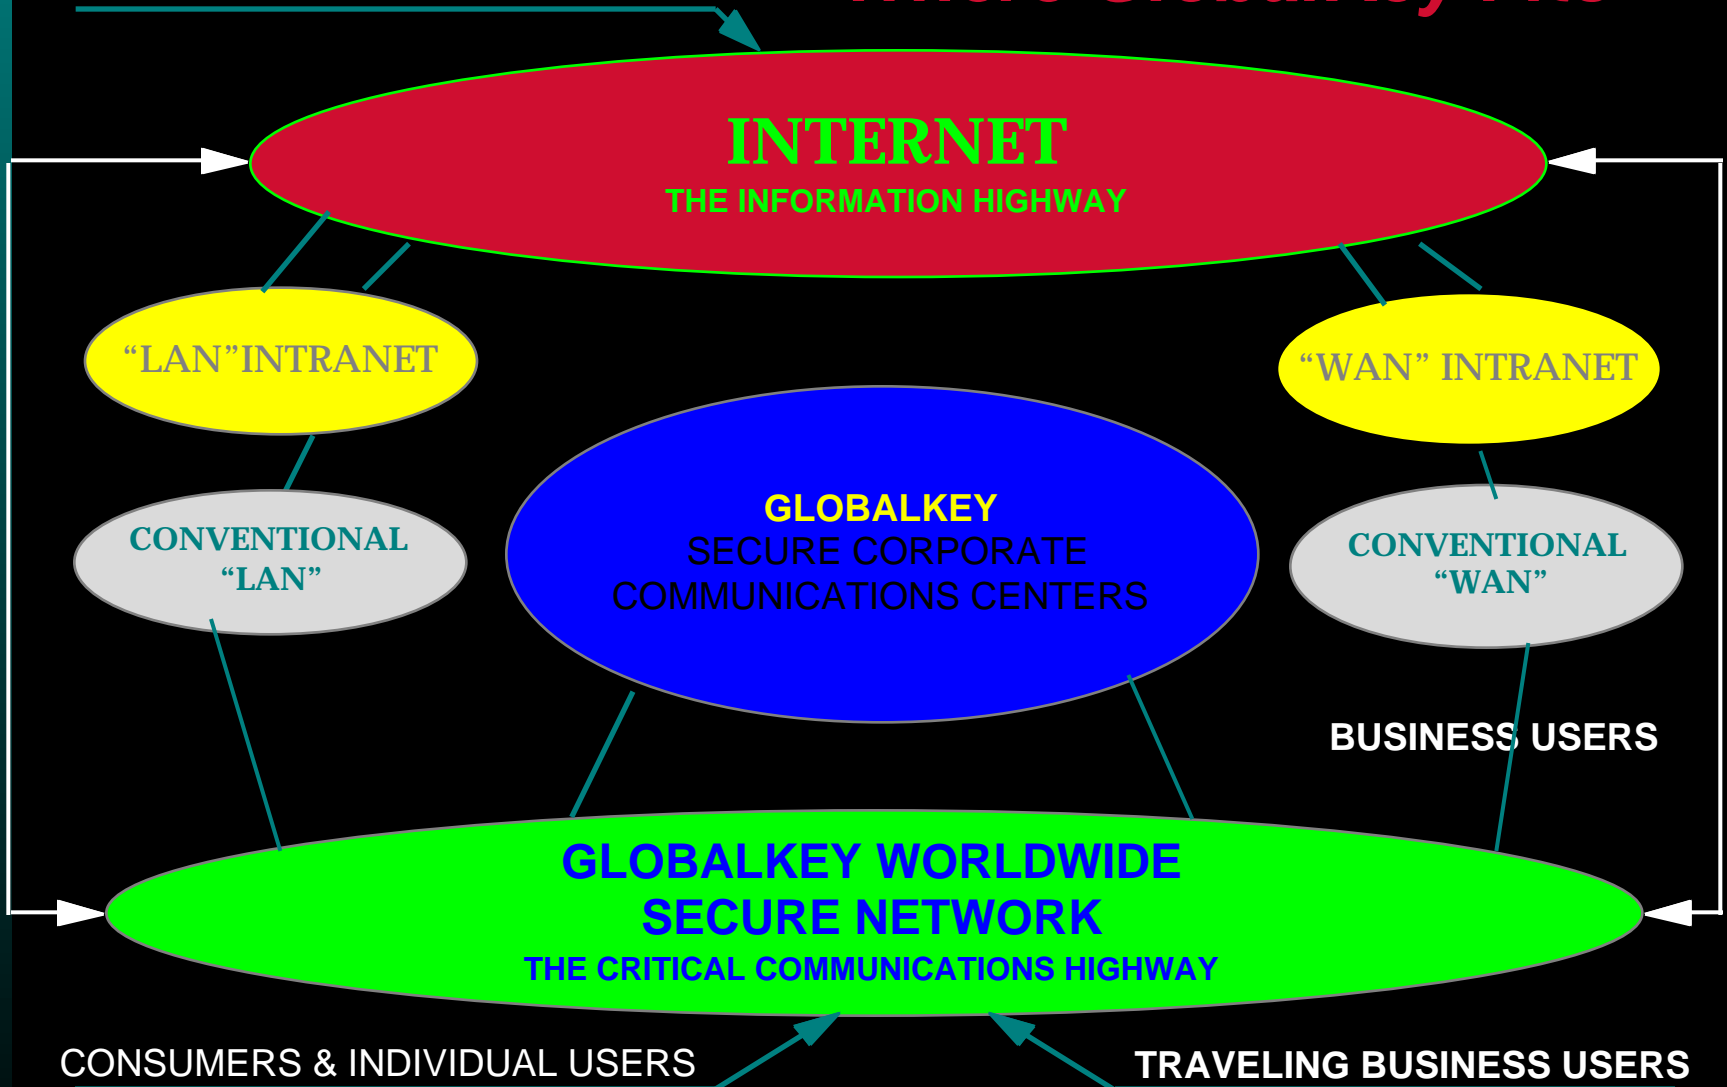 INTERNET
THE INFORMATION HIGHWAY
“LAN”INTRANET
“WAN” INTRANET
GLOBALKEY
SECURE CORPORATE
COMMUNICATIONS CENTERS
CONVENTIONAL
“LAN”
CONVENTIONAL
“WAN”
BUSINESS USERS
GLOBALKEY WORLDWIDE
SECURE NETWORK
THE CRITICAL COMMUNICATIONS HIGHWAY
CONSUMERS & INDIVIDUAL USERS
TRAVELING BUSINESS USERS